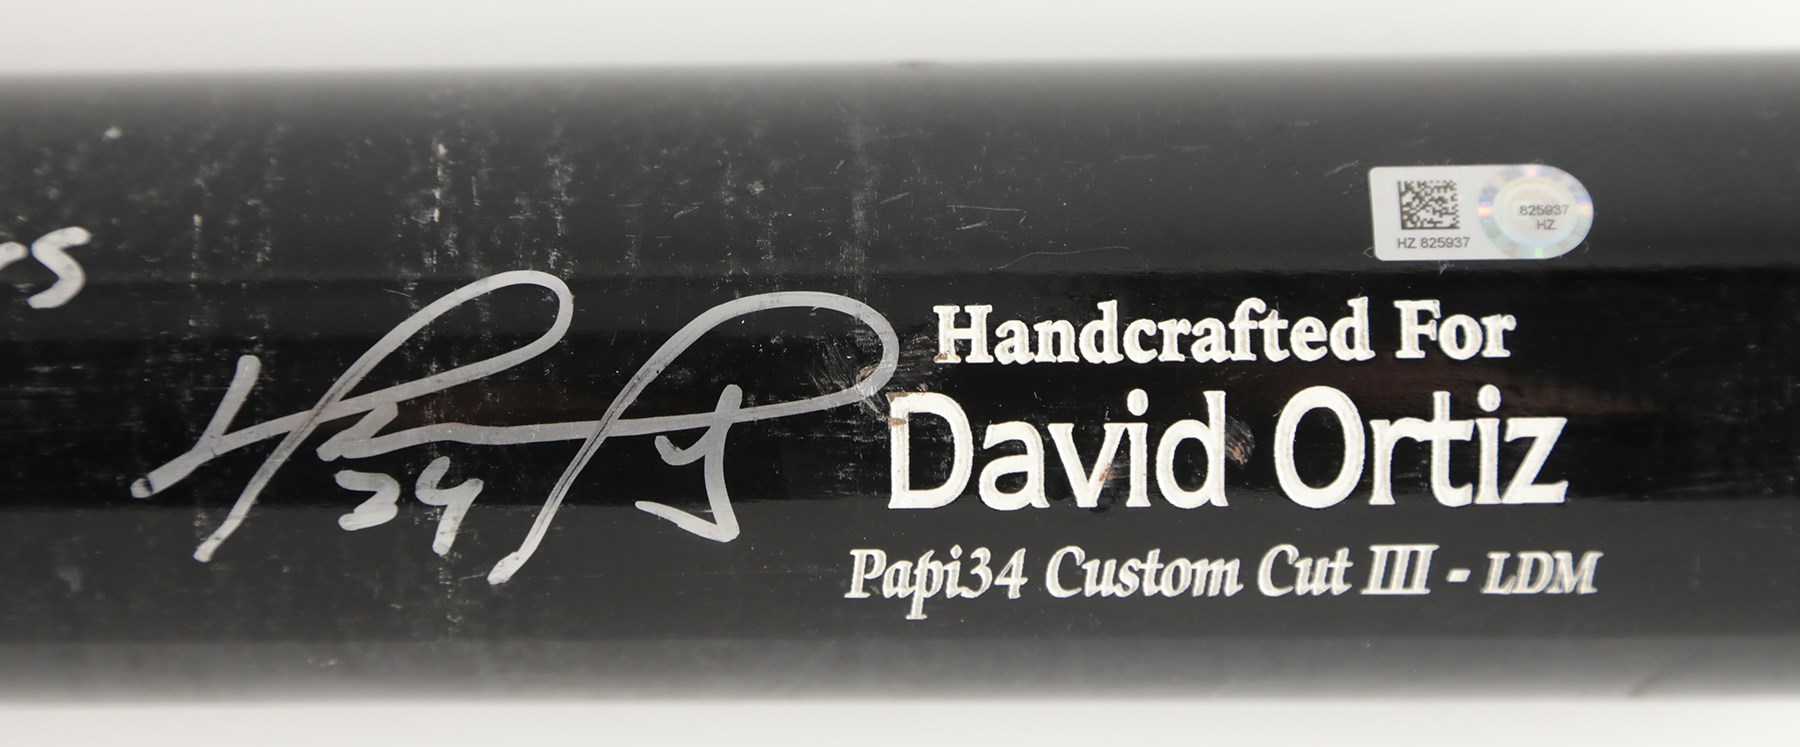 HZ 825937
825937
HZ
Handcrafted For
David Ortiz
34
Papi34 Custom Cut III - LDM